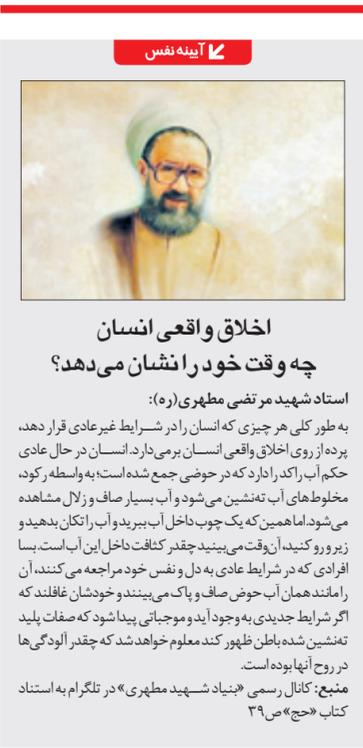 آیینه نفس
اخلاق واقعی انسان
چه وقت خود را نشان می‌دهد؟
استاد شهید مرتضی مطهری(ره):
به طور کلی هر چیزی که انسان را در شرایط غیرعادی قرار دهد،
پرده از روی اخلاق واقعی انسان برمی‌دارد. انسان در حال عادی
حکم آب راکد را دارد که در حوضی جمع شده است؛ به‌واسطه رکود،
مخلوط‌های آب ته‌نشین می‌شود و آب بسیار صاف و زلال مشاهده
می‌شود. اما همین که یک چوب داخل آب ببرید و آب را تکان بدهید و
زیر و رو کنید، آن‌وقت می‌بینید چقدر کثافت داخل این آب است. بسا
افرادی که در شرایط عادی به دل و نفس خود مراجعه می‌کنند، آن
را مانند همان آب حوض صاف و پاک می‌بینند و خودشان غافلند که
اگر شرایط جدیدی به وجود آید و موجباتی پیدا شود که صفات پلید
ته‌نشین شده باطن ظهور کند معلوم خواهد شد که چقدر آلودگی‌ها
در روح آنها بوده است.
منبع: کانال رسمی «بنیاد شهید مطهری» در تلگرام به استناد
کتاب «حج» ص۳۹